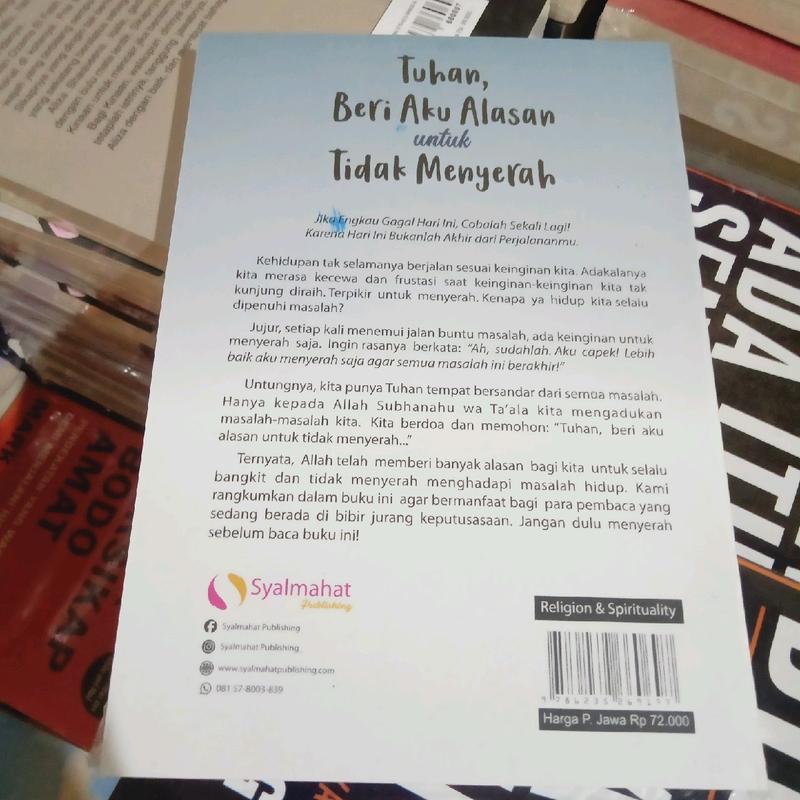 Tuhan,
Beri Aku Alasan
untuk
Tidak Menyerah
Jika Engkau Gagal Hari Ini, Cobalah Sekali Lagi!
Karena Hari Ini Bukanlah Akhir dari Perjalananmu.
Kehidupan tak selamanya berjalan sesuai keinginan kita. Adakalanya
kita merasa kecewa dan frustasi saat keinginan-keinginan kita tak
kunjung diraih. Terpikir untuk menyerah. Kenapa ya hidup kita selalu
dipenuhi masalah?
Jujur, setiap kali menemui jalan buntu masalah, ada keinginan untuk
menyerah saja. Ingin rasanya berkata: “Ah, sudahlah. Aku capek! Lebih
baik aku menyerah saja agar semua masalah ini berakhir!”
Untungnya, kita punya Tuhan tempat bersandar dari semua masalah.
Hanya kepada Allah Subhanahu wa Ta’ala kita mengadukan
masalah-masalah kita. Kita berdoa dan memohon: “Tuhan, beri aku
alasan untuk tidak menyerah...”
Ternyata, Allah telah memberi banyak alasan bagi kita untuk selalu
bangkit dan tidak menyerah menghadapi masalah hidup. Kami
rangkumkan dalam buku ini agar bermanfaat bagi para pembaca yang
sedang berada di bibir jurang keputusasaan. Jangan dulu menyerah
sebelum baca buku ini!
Syalmahat
Publishing
Syalmahat Publishing
Syalmahat Publishing
www.syalmahatpublishing.com
081 57-8003-839
Religion & Spirituality
Harga P. Jawa Rp 72.000
BODO
AMAT
ADA ITU